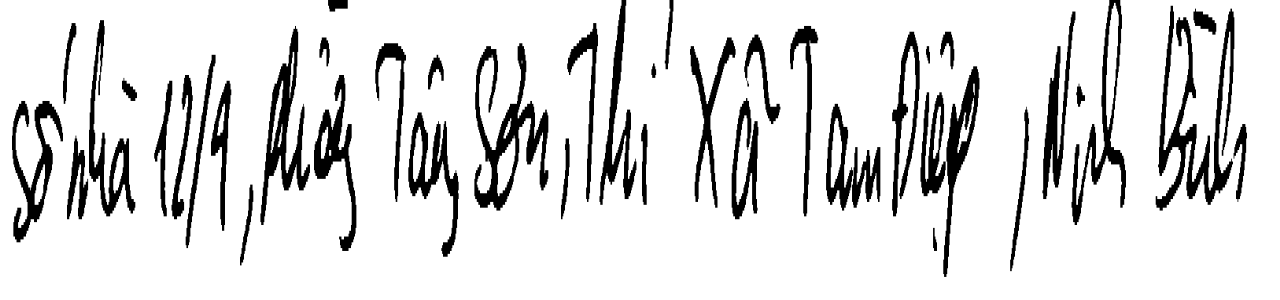 Số nhà 12/9, Phường Tây Sơn, Thị Xã Tam Điệp, Ninh Bình